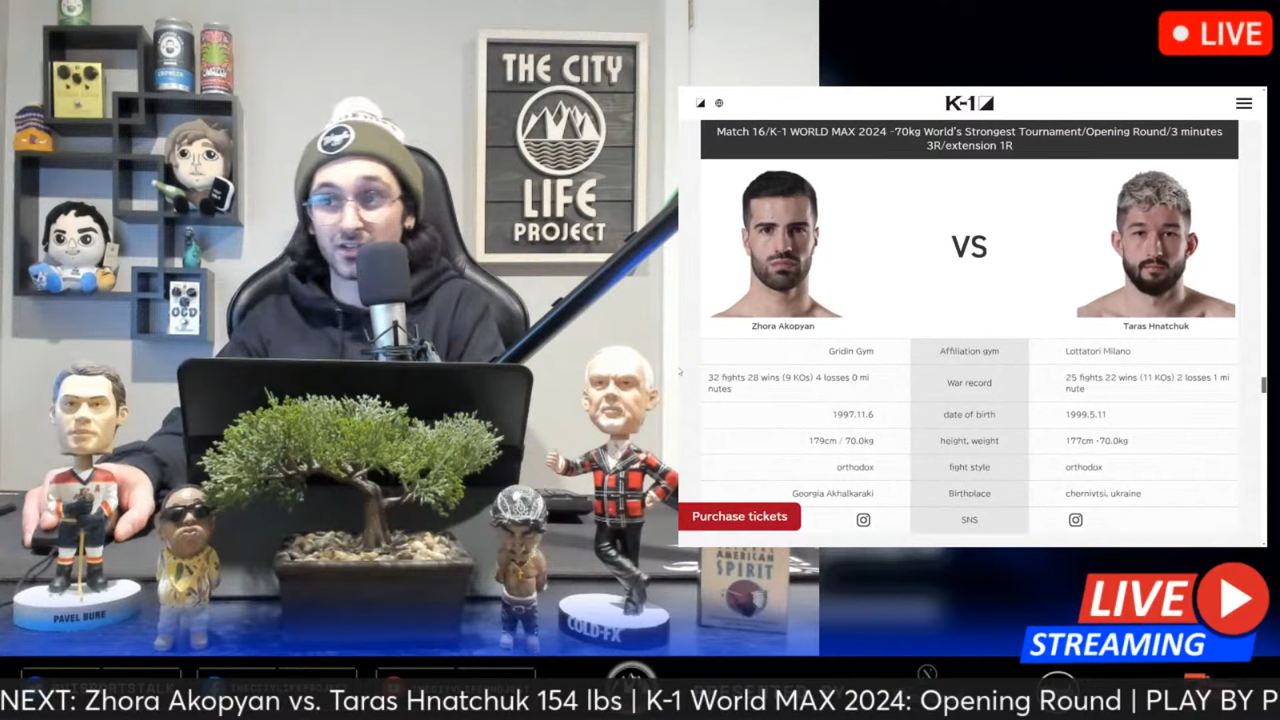 LIVE
THE CITY
LIFE
PROJECT
OCD
K-1
Match 16/K-1 WORLD MAX 2024 -70kg World's Strongest Tournament/Opening Round/3 minutes
3R/extension 1R
VS
Zhora Akopyan
Taras Hnatchuk
Gridin Gym
Affiliation gym
Lottatori Milano
32 fights 28 wins (9 KOs) 4 losses 0 mi
nutes
War record
25 fights 22 wins (11 KOs) 2 losses 1 mi
nute
1997.11.6
date of birth
1999.5.11
179cm / 70.0kg
height, weight
177cm ･70.0kg
orthodox
fight style
orthodox
Georgia Akhalkaraki
Birthplace
chernivtsi, ukraine
Purchase tickets
SNS
AMERICAN
SPIRIT
PAVEL BURE
COLD-FX
LIVE
STREAMING
NEXT: Zhora Akopyan vs. Taras Hnatchuk 154 lbs | K-1 World MAX 2024: Opening Round | PLAY BY P